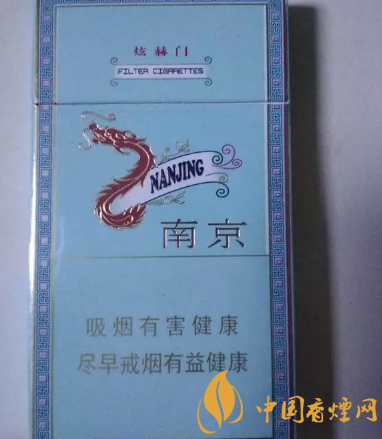 炫赫门
FILTER CIGARETTES
NANJING
南京
吸烟有害健康
尽早戒烟有益健康
中国香烟网